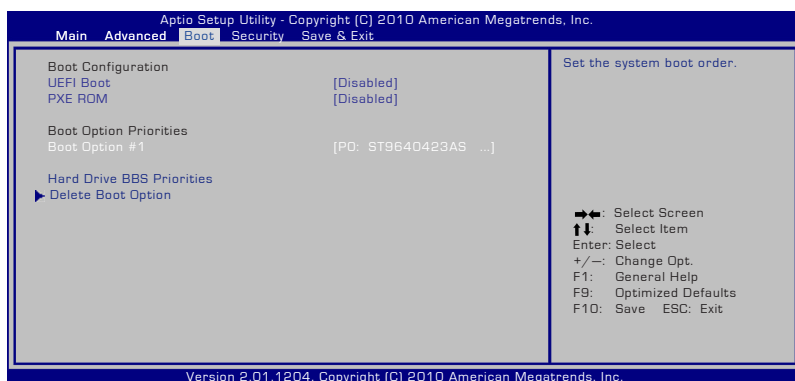 Aptio Setup Utility - Copyright (C) 2010 American Megatrends, Inc.
Main Advanced Boot Security Save & Exit
Boot Configuration
UEFI Boot [Disabled]
PXE ROM [Disabled]
Boot Option Priorities
Boot Option #1 [P0: ST9640423AS ...]
Hard Drive BBS Priorities
Delete Boot Option
Set the system boot order.
→←: Select Screen
↑↓: Select Item
Enter: Select
+/—: Change Opt.
F1: General Help
F9: Optimized Defaults
F10: Save ESC: Exit
Version 2.01.1204. Copyright (C) 2010 American Megatrends, Inc.